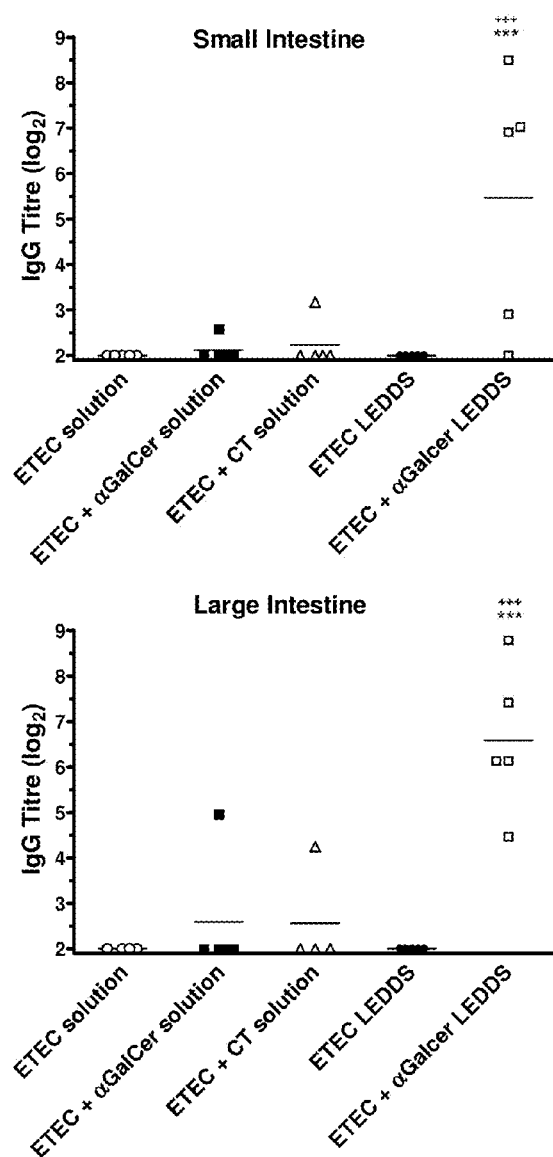 Small Intestine
+++
***
IgG Titre (log2)
9
8
7
6
5
4
3
2
ETEC solution
ETEC + αGalCer solution
ETEC + CT solution
ETEC LEDDS
ETEC + αGalcer LEDDS
Large Intestine
+++
***
IgG Titre (log2)
9
8
7
6
5
4
3
2
ETEC solution
ETEC + αGalCer solution
ETEC + CT solution
ETEC LEDDS
ETEC + αGalcer LEDDS